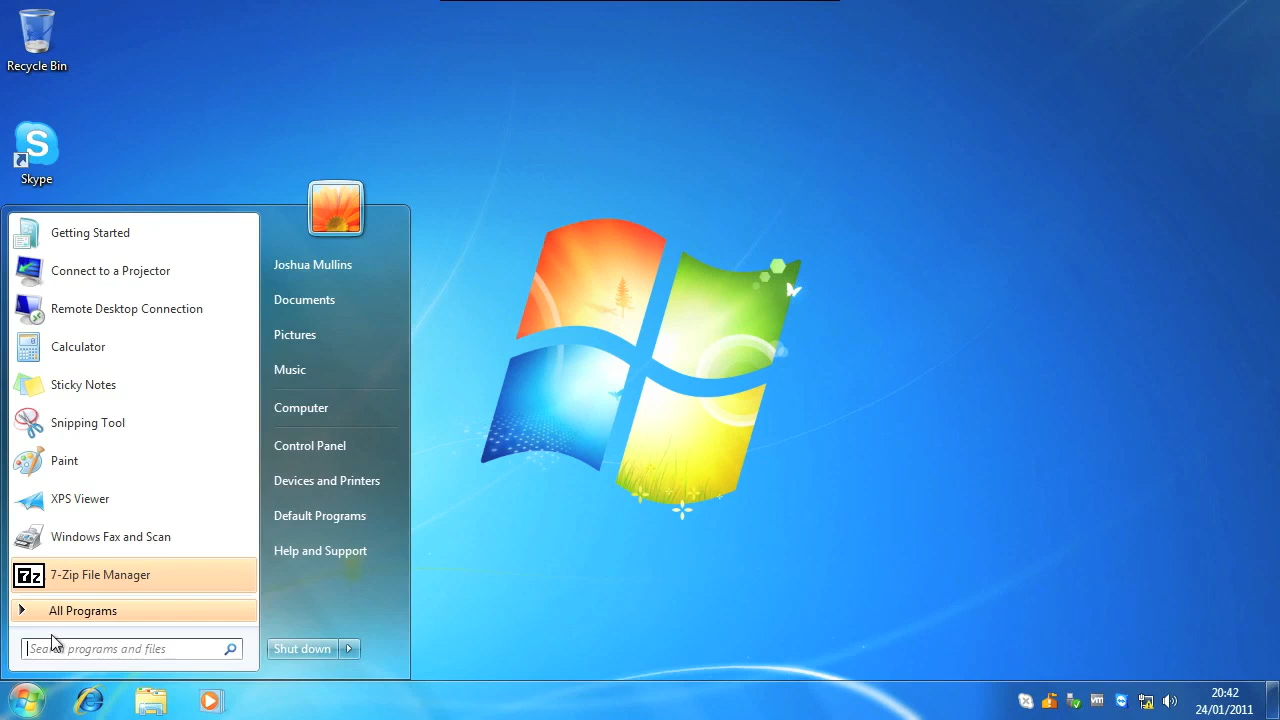 Recycle Bin
Skype
Getting Started
Connect to a Projector
Remote Desktop Connection
Calculator
Sticky Notes
Snipping Tool
Paint
XPS Viewer
Windows Fax and Scan
7z
7-Zip File Manager
All Programs
Search programs and files
Joshua Mullins
Documents
Pictures
Music
Computer
Control Panel
Devices and Printers
Default Programs
Help and Support
Shut down
20:42
24/01/2011